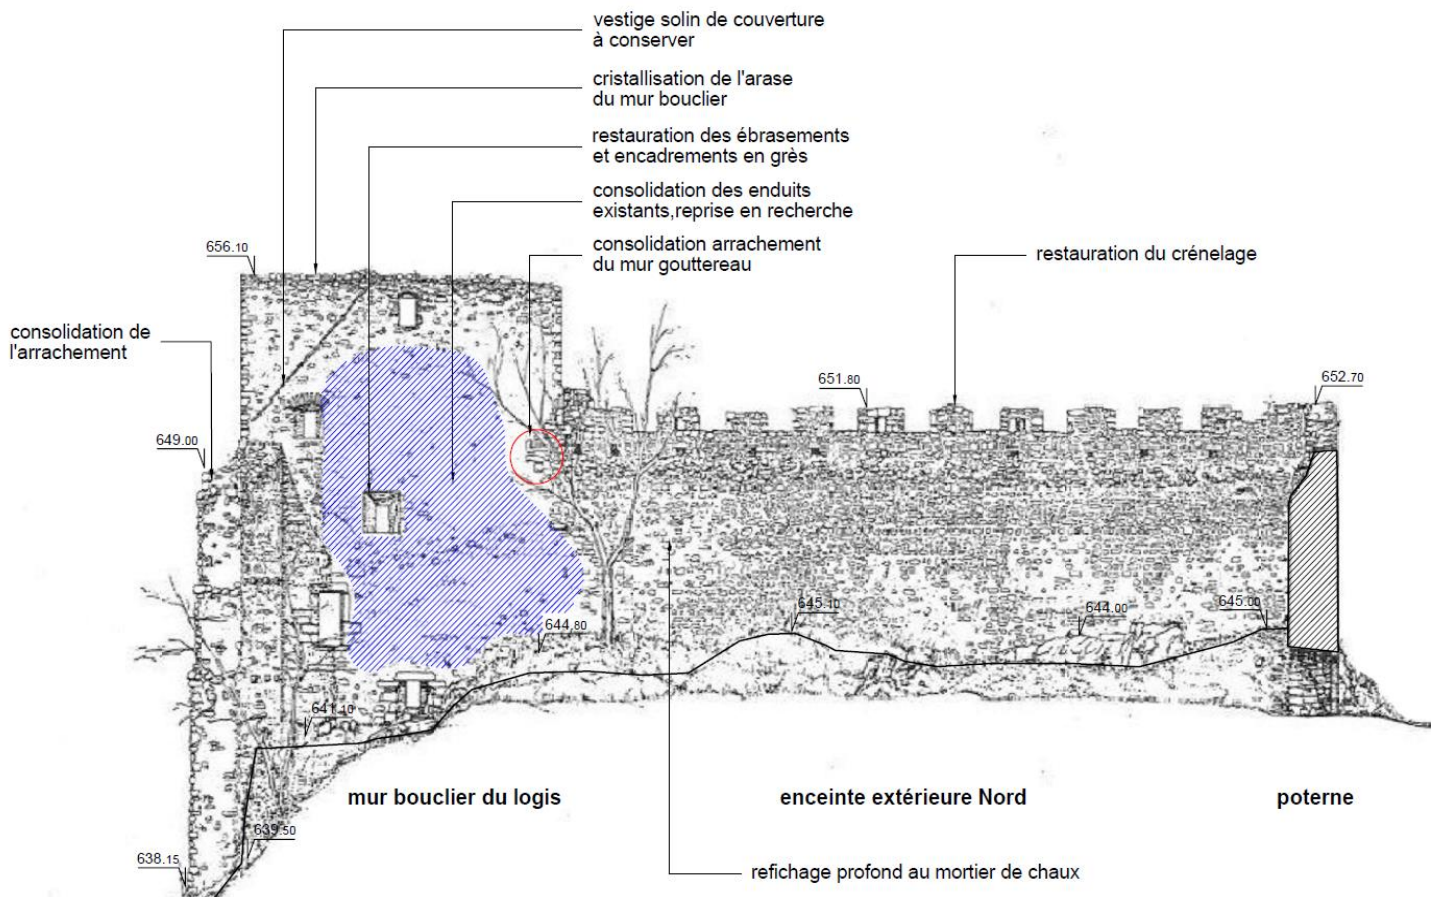 vestige solin de couverture
à conserver
cristallisation de l'arase
du mur bouclier
restauration des ébrasements
et encadrements en grès
consolidation des enduits
existants,reprise en recherche
consolidation arrachement
du mur gouttereau
656.10
restauration du crénelage
consolidation de
l'arrachement
651.80
652.70
649.00
645.10
644.00
645.00
644.80
641.10
mur bouclier du logis
enceinte extérieure Nord
poterne
639.50
638.15
refichage profond au mortier de chaux